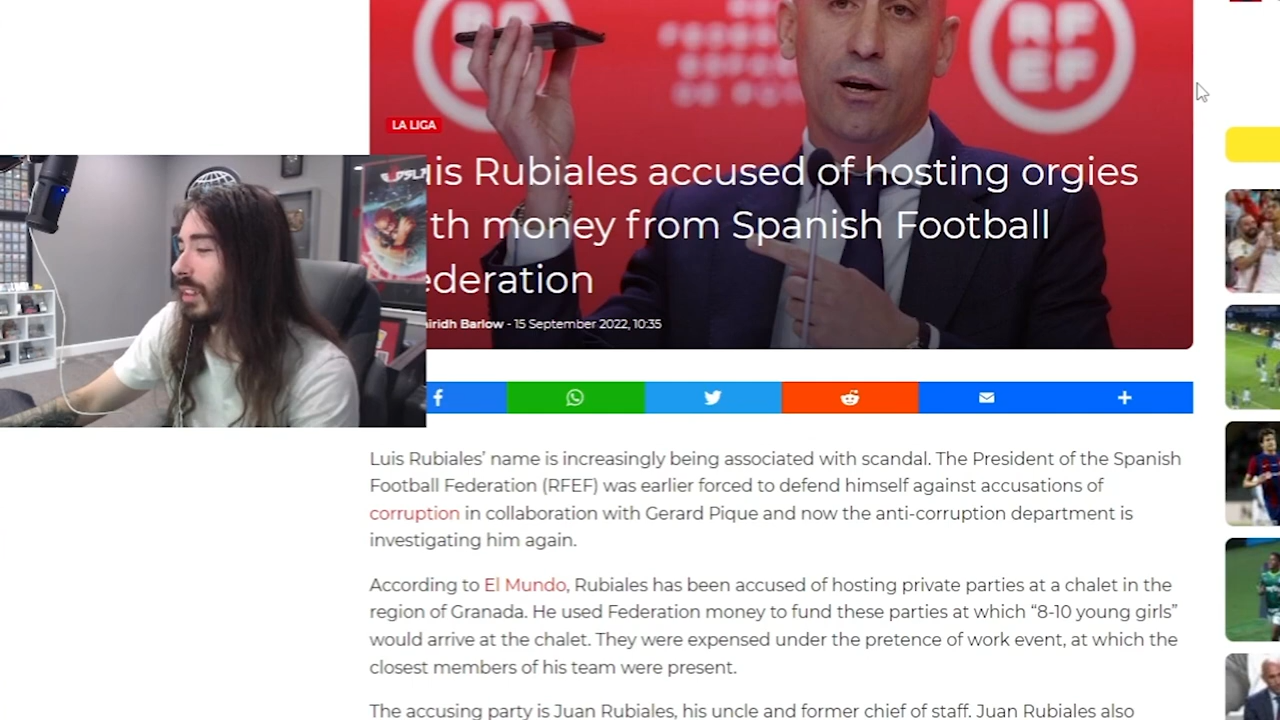 RF
EF
LA LIGA
is Rubiales accused of hosting orgies
th money from Spanish Football
ederation
iridh Barlow - 15 September 2022, 10:35
Luis Rubiales’ name is increasingly being associated with scandal. The President of the Spanish
Football Federation (RFEF) was earlier forced to defend himself against accusations of
corruption in collaboration with Gerard Pique and now the anti-corruption department is
investigating him again.
According to El Mundo, Rubiales has been accused of hosting private parties at a chalet in the
region of Granada. He used Federation money to fund these parties at which “8-10 young girls”
would arrive at the chalet. They were expensed under the pretence of work event, at which the
closest members of his team were present.
The accusing party is Juan Rubiales, his uncle and former chief of staff. Juan Rubiales also